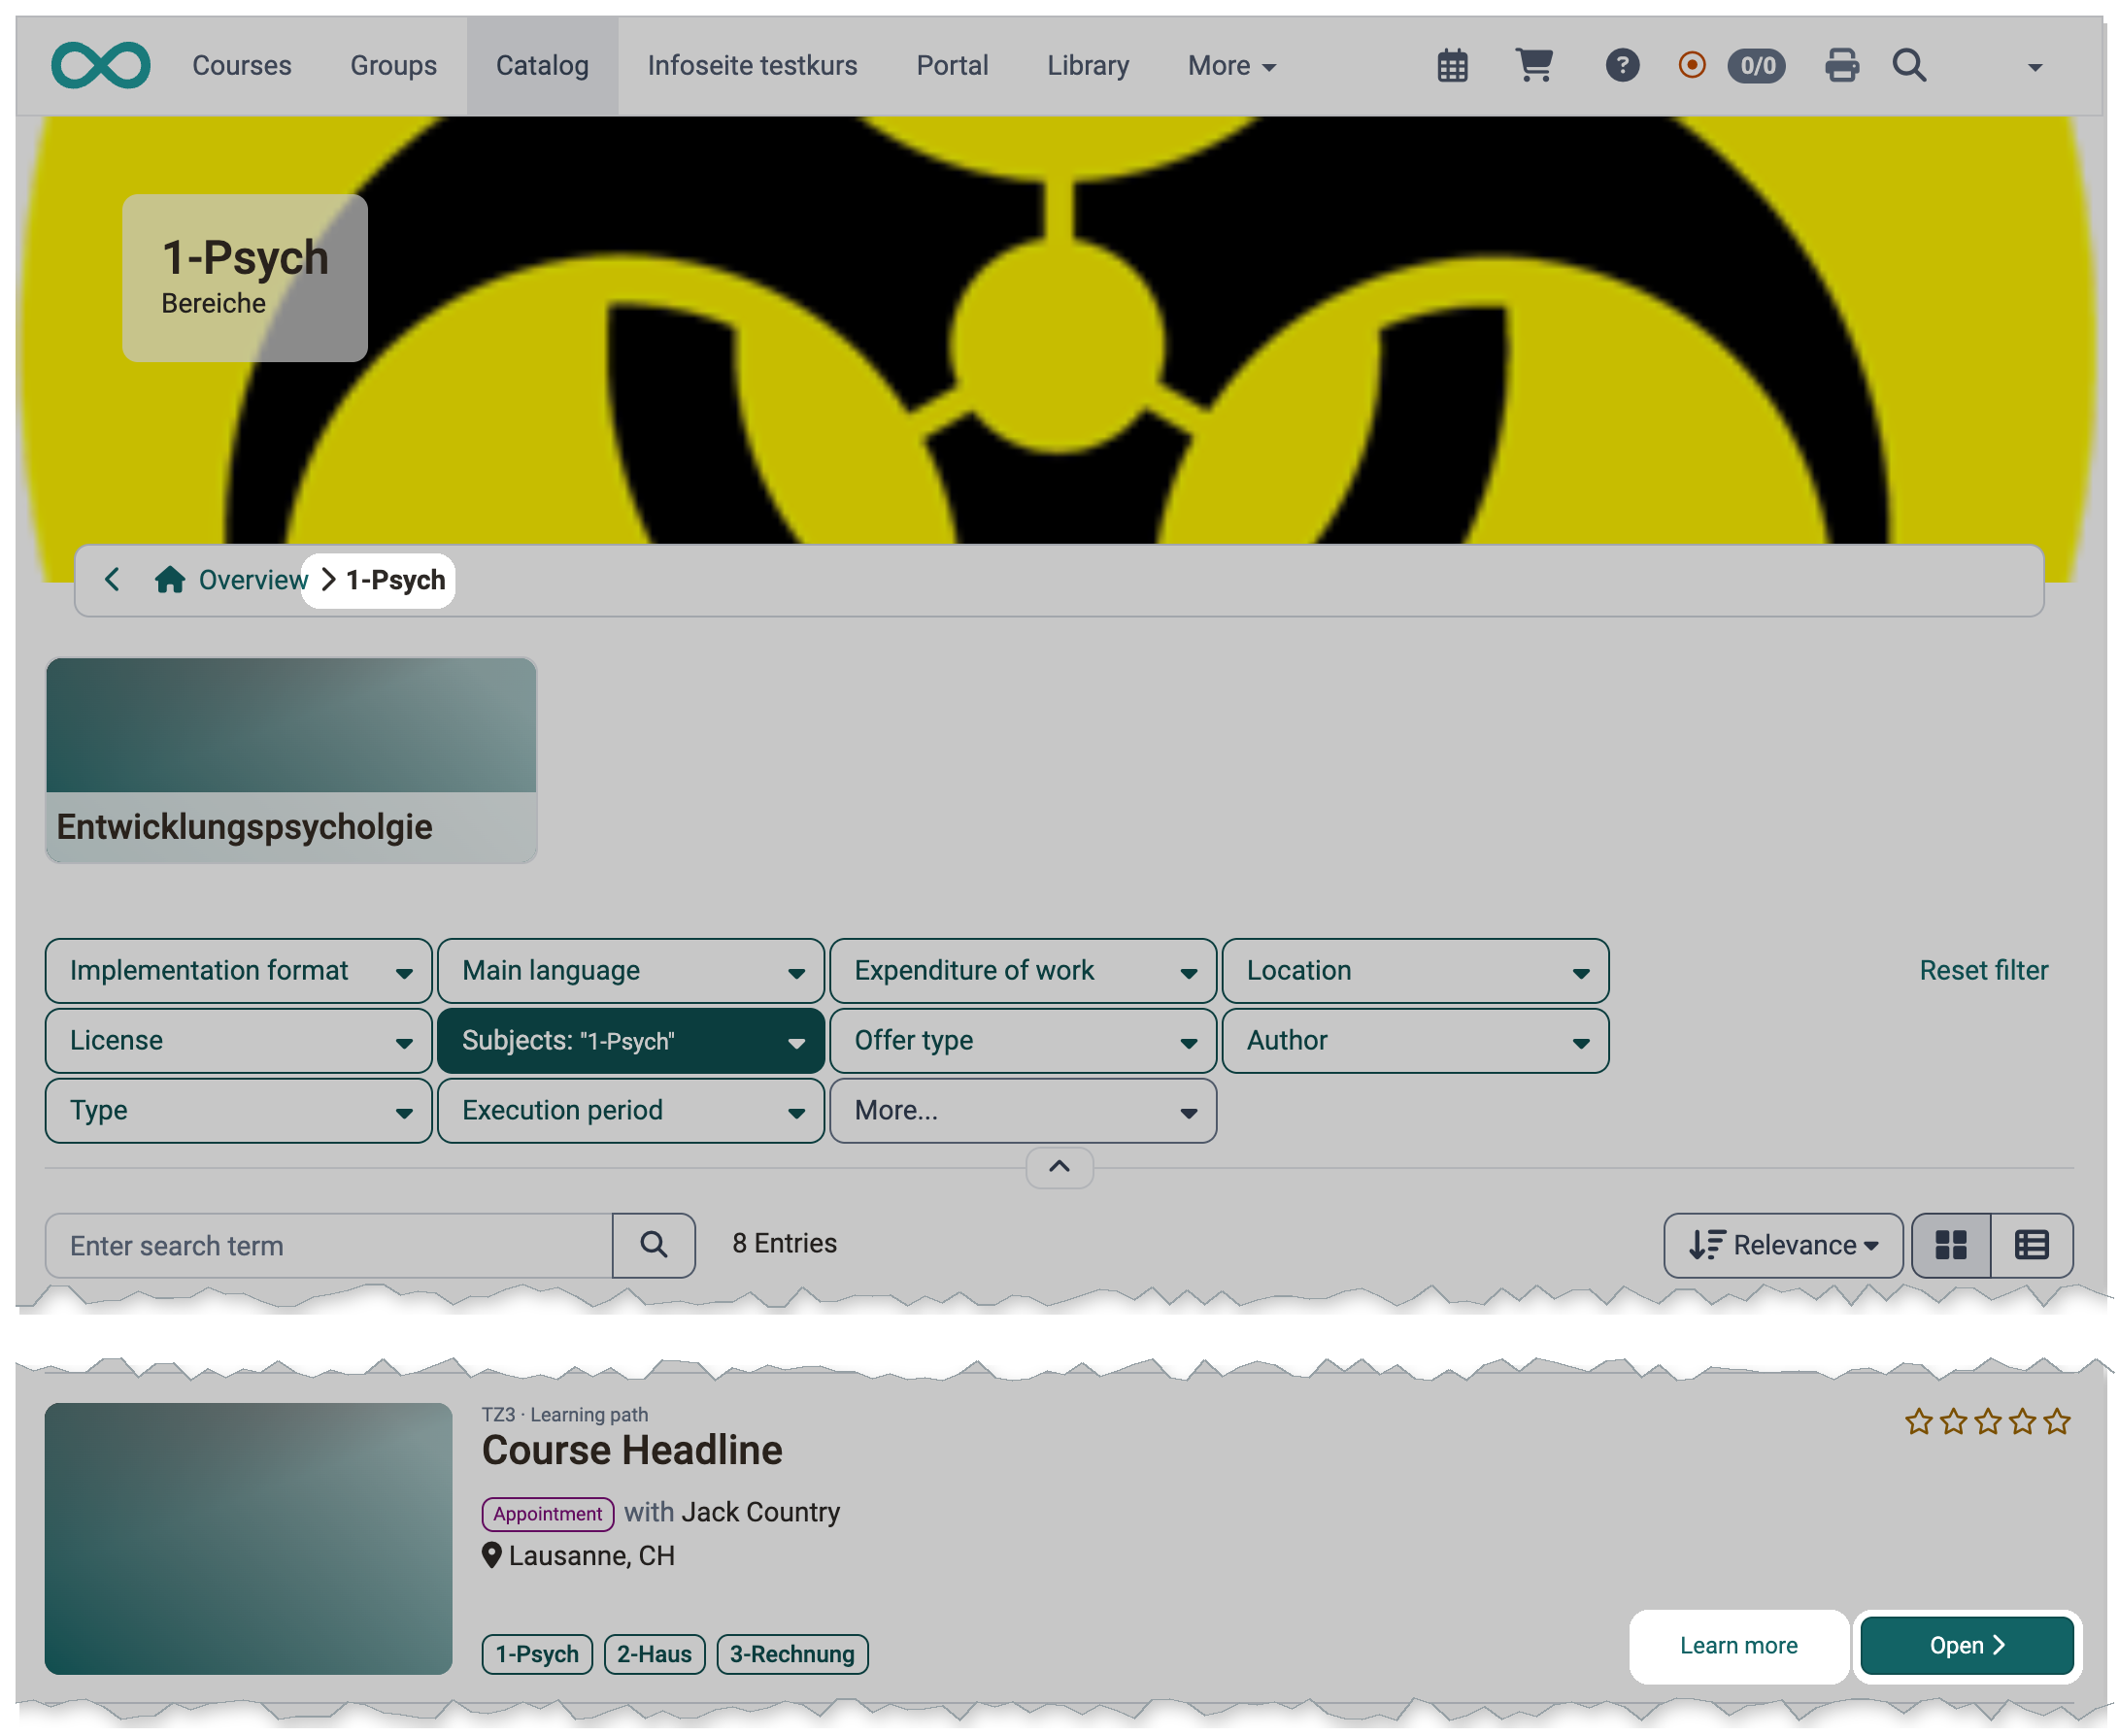 Courses Groups Catalog Infoseite testkurs Portal Library More ? 0/0
1-Psych
Bereiche
Overview 1-Psych
Entwicklungspsycholgie
Implementation format Main language Expenditure of work Location Reset filter
License Subjects: "1-Psych" Offer type Author
Type Execution period More...
Enter search term 8 Entries Relevance
TZ3 · Learning path
Course Headline
Appointment with Jack Country
Lausanne, CH
1-Psych 2-Haus 3-Rechnung Learn more Open